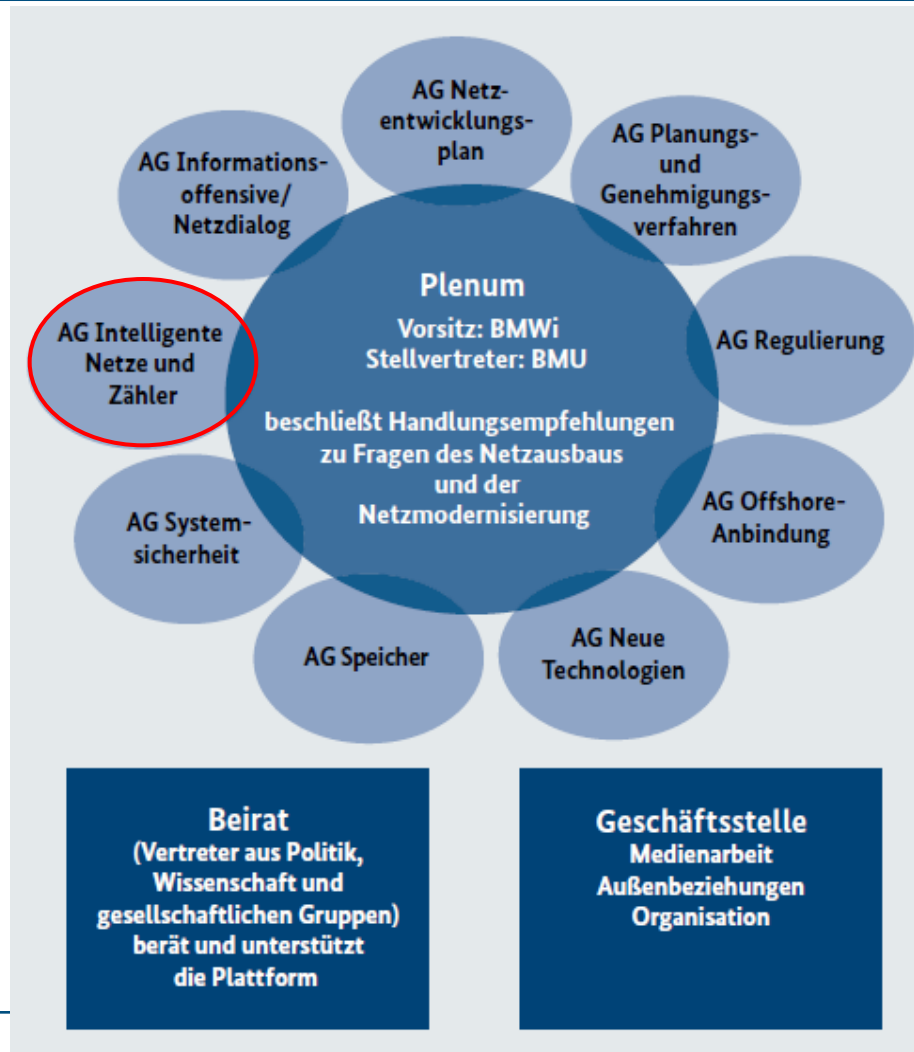 AG Netz-
entwicklungs-
plan
AG Planungs-
und
Genehmigungs-
verfahren
AG Informations-
offensive/
Netzdialog
Plenum
Vorsitz: BMWi
Stellvertreter: BMU
beschließt Handlungsempfehlungen
zu Fragen des Netzausbaus
und der
Netzmodernisierung
AG Intelligente
Netze und
Zähler
AG Regulierung
AG System-
sicherheit
AG Offshore-
Anbindung
AG Speicher
AG Neue
Technologien
Beirat
(Vertreter aus Politik,
Wissenschaft und
gesellschaftlichen Gruppen)
berät und unterstützt
die Plattform
Geschäftsstelle
Medienarbeit
Außenbeziehungen
Organisation